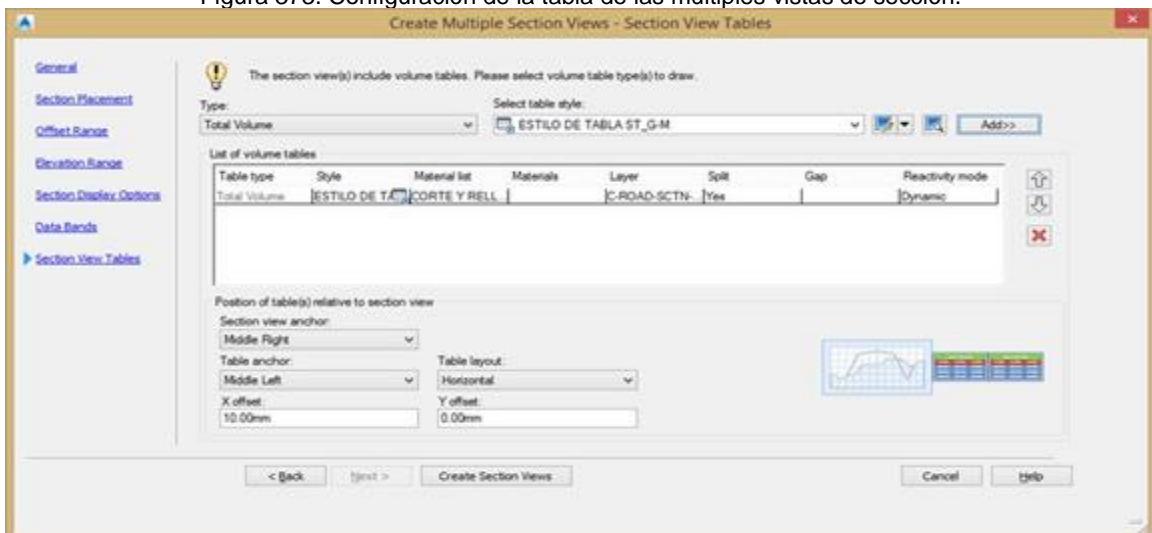 Figura 375. Configuración de la tabla de las múltiples vistas de sección.
Create Multiple Section Views - Section View Tables
General
Section Placement
Offset Range
Elevation Range
Section Display Options
Data Bands
Section View Tables
The section view(s) include volume tables. Please select volume table type(s) to draw.
Type: Select table style:
Total Volume ESTILO DE TABLA ST_G-M Add>>
List of volume tables
Table type Style Material list Materials Layer Split Gap Reactivity mode
Total Volume ESTILO DE TA CORTE Y RELL C-ROAD-SCTN-... Yes Dynamic
Position of table(s) relative to section view
Section view anchor:
Middle Right
Table anchor: Table layout:
Middle Left Horizontal
X offset: Y offset:
10.00mm 0.00mm
< Back Next > Create Section Views Cancel Help